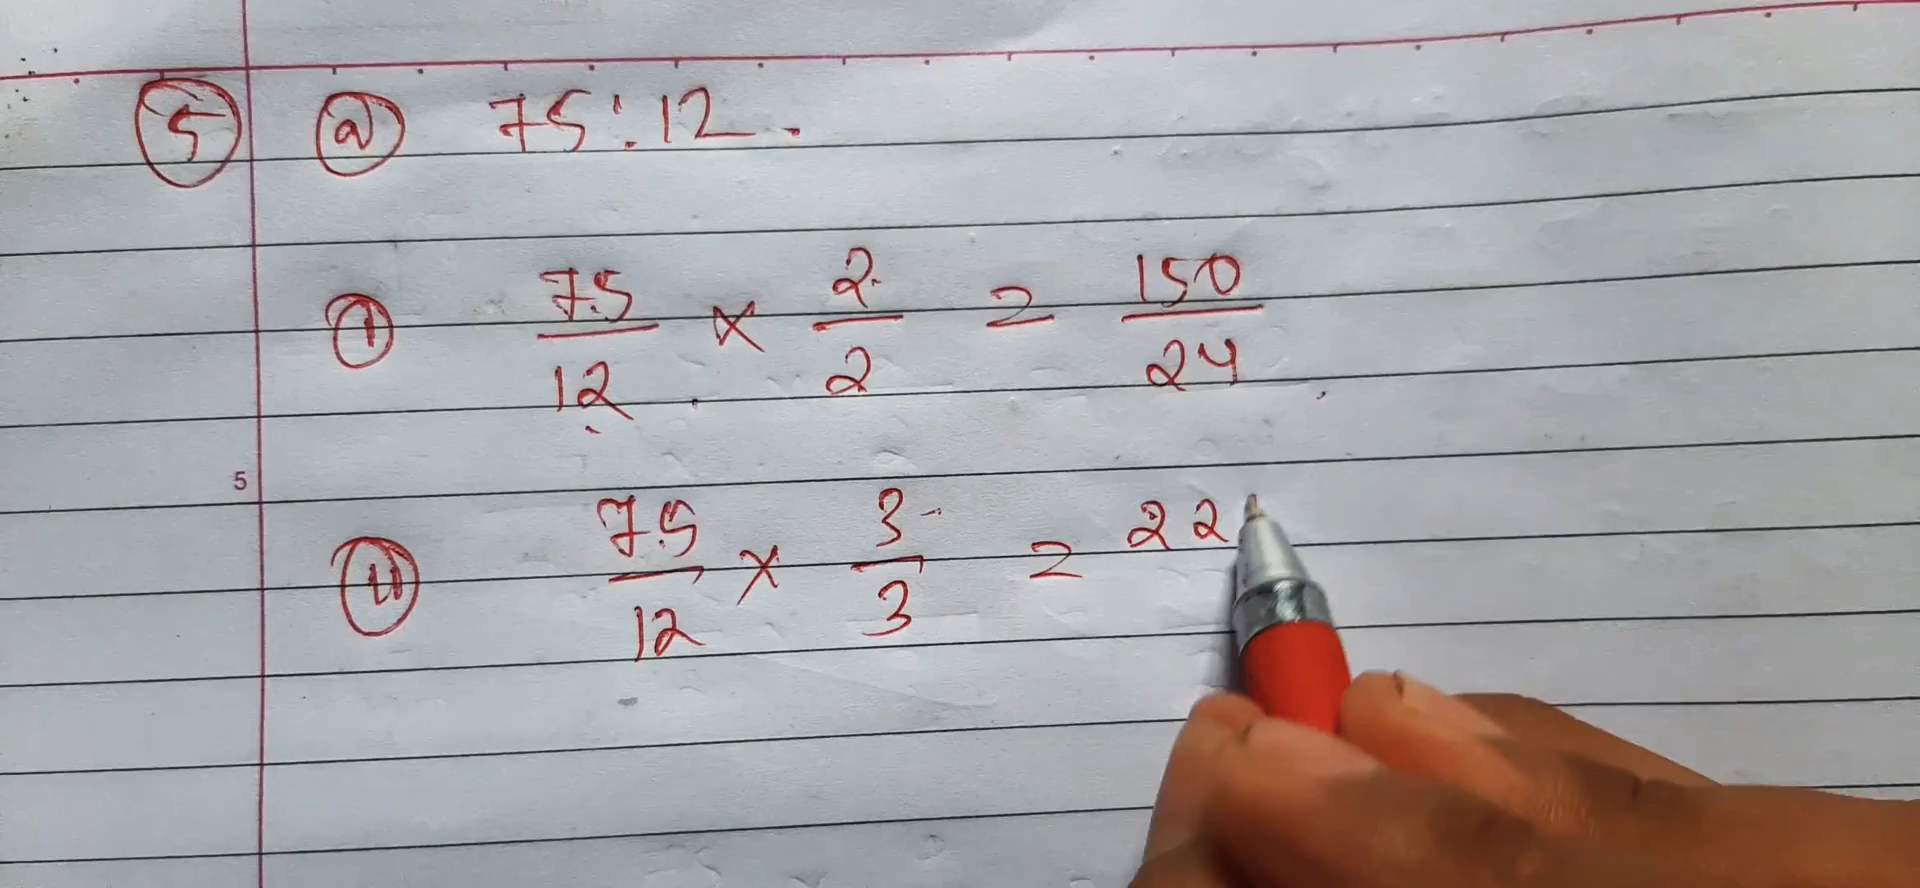 5 a 75:12.
i 75/12 × 2/2 = 150/24
5
ii 75/12 × 3/3 = 22